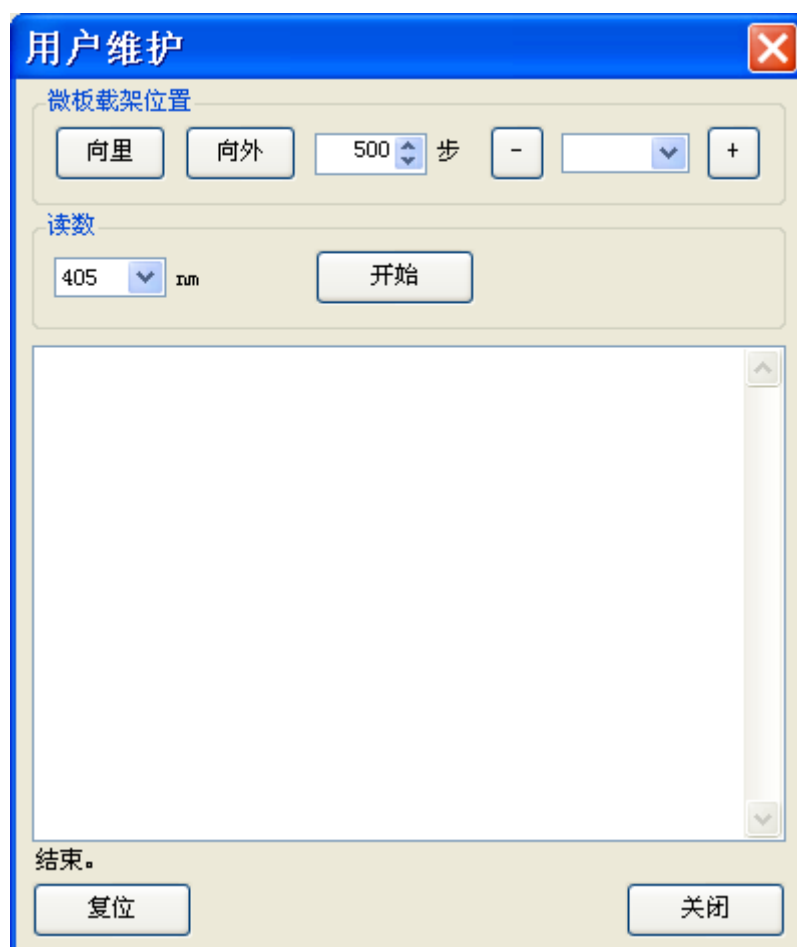 用户维护
微板载架位置
向里 向外 500 步 - +
读数
405 nm 开始
结束。
复位 关闭